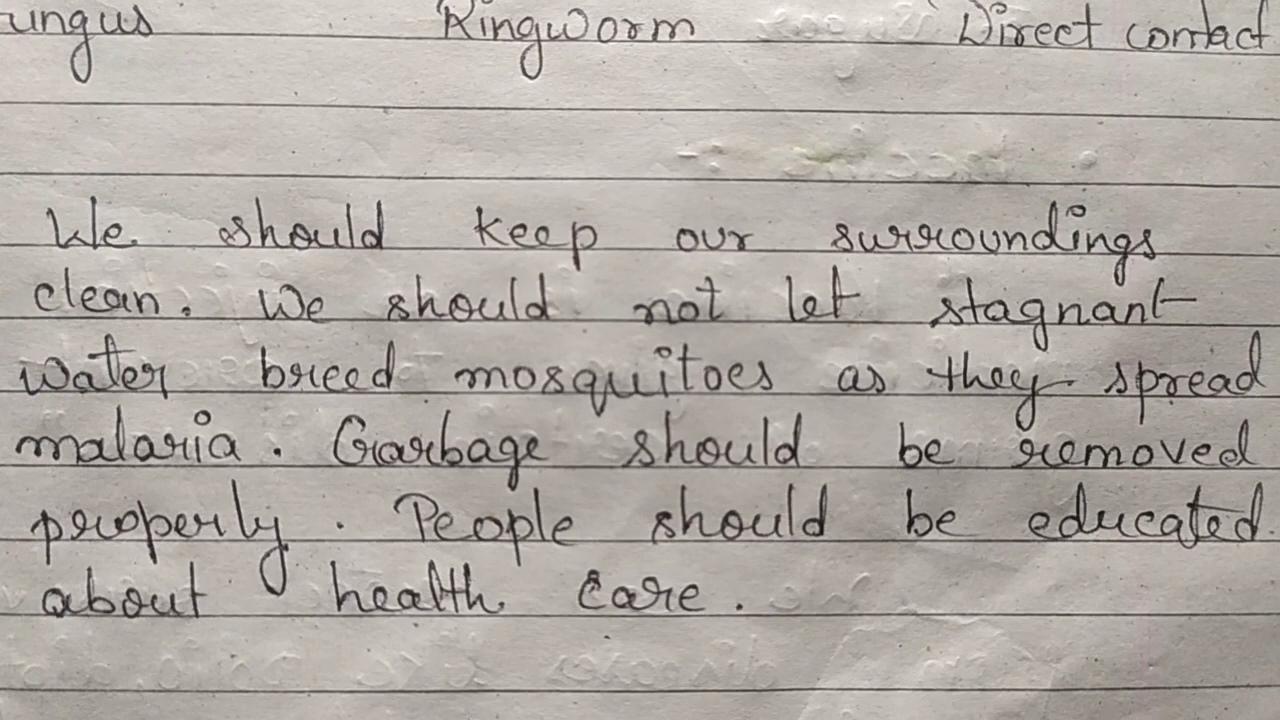 ungus Ringworm Direct contact
We should keep our surroundings
clean. We should not let stagnant
water breed mosquitoes as they spread
malaria. Garbage should be removed
properly. People should be educated
about health care.